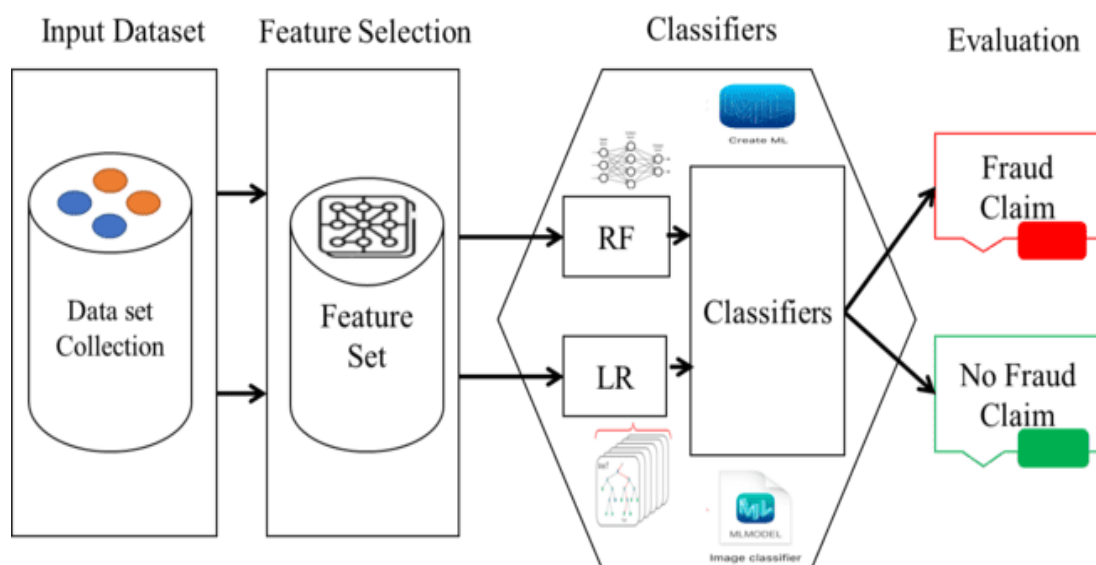 Input Dataset
Feature Selection
Classifiers
Evaluation
Data set
Collection
Feature
Set
RF
LR
Create ML
Classifiers
ML
MLMODEL
Image classifier
Fraud
Claim
No Fraud
Claim